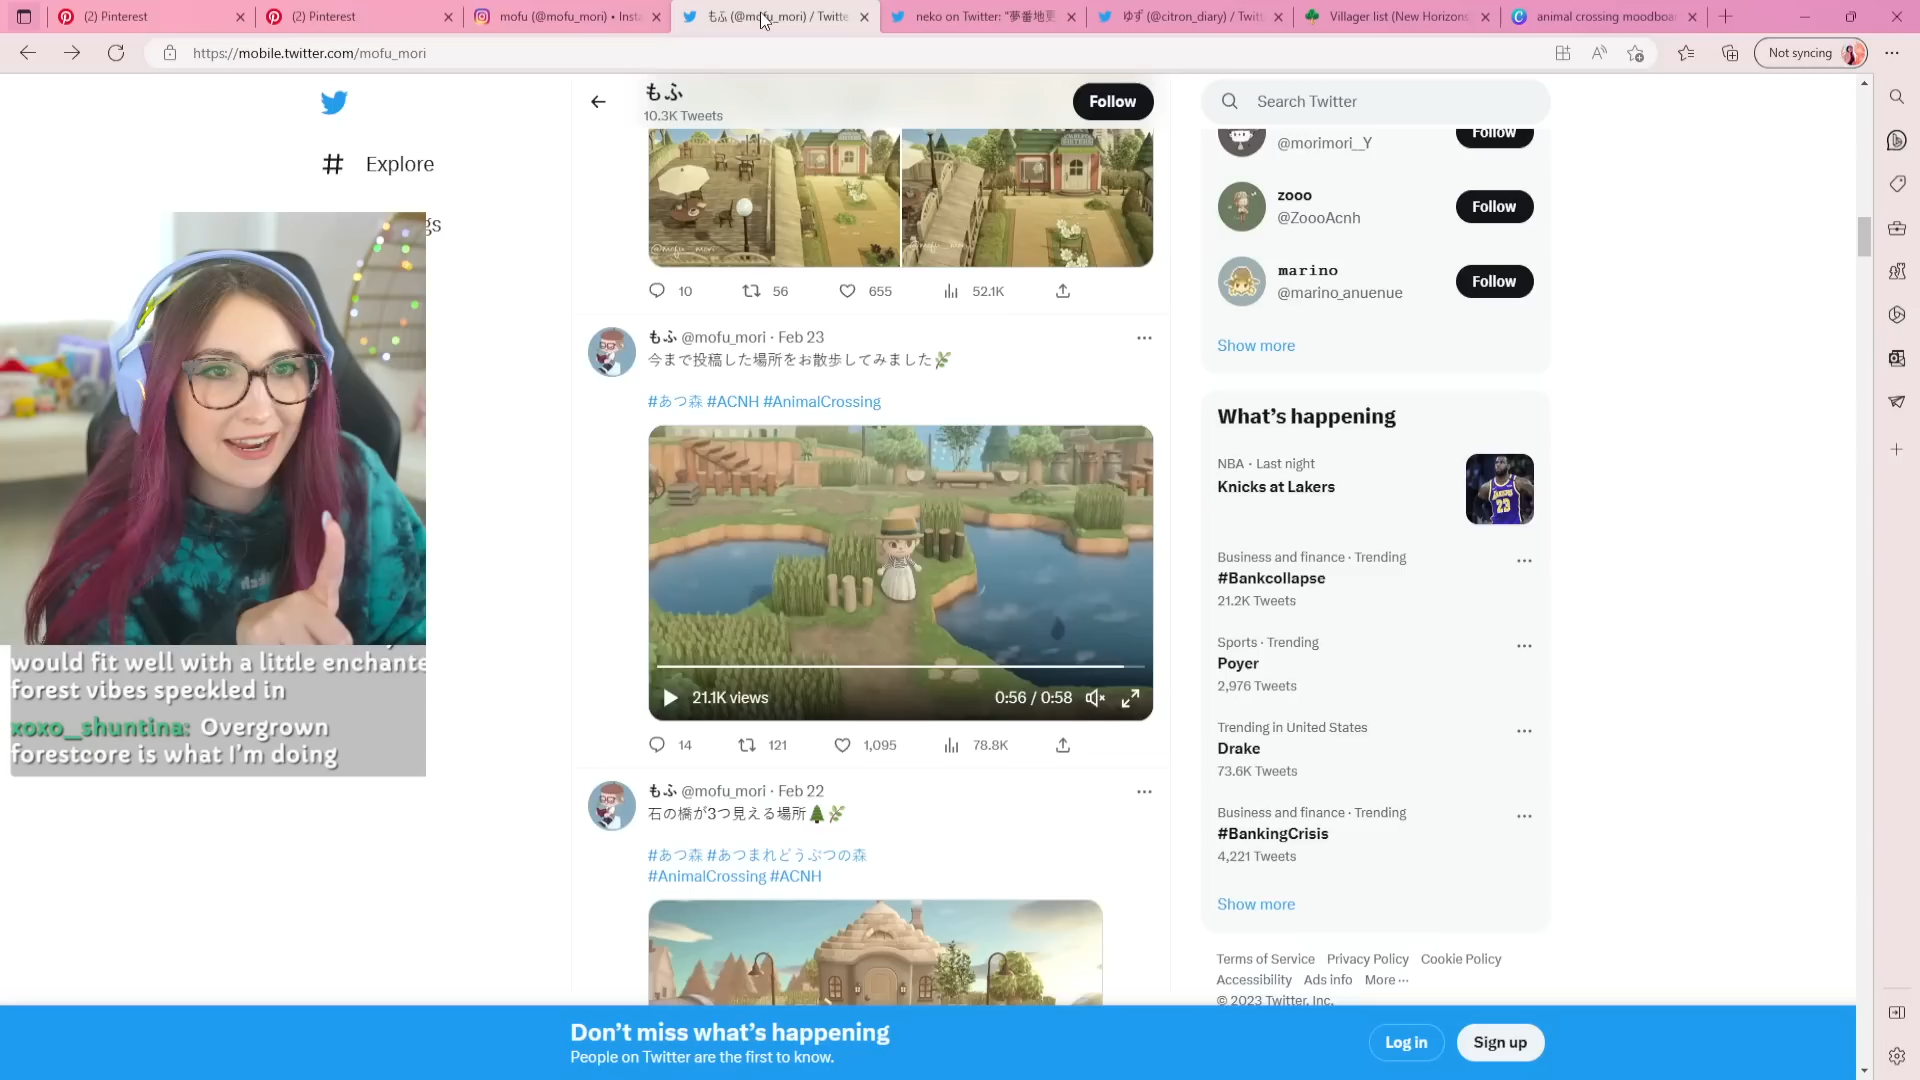 (2) Pinterest
(2) Pinterest
mofu (@mofu_mori) • Insta
もふ (@mofu_mori) / Twitte
neko on Twitter: "夢番地更
ゆず (@citron_diary) / Twitt
Villager list (New Horizons
animal crossing moodboa
https://mobile.twitter.com/mofu_mori
Not syncing
もふ
10.3K Tweets
Follow
Search Twitter
Explore
gs
@morimori__Y
Follow
zooo
@ZoooAcnh
Follow
marino
@marino_anuenue
Follow
Show more
10 56 655 52.1K
もふ @mofu_mori · Feb 23
今まで投稿した場所をお散歩してみました
#あつ森 #ACNH #AnimalCrossing
21.1K views
0:56 / 0:58
14 121 1,095 78.8K
もふ @mofu_mori · Feb 22
石の橋が3つ見える場所
#あつ森 #あつまれどうぶつの森
#AnimalCrossing #ACNH
would fit well with a little enchante
forest vibes speckled in
xoxo_shuntina: Overgrown
forestcore is what I'm doing
What's happening
NBA · Last night
Knicks at Lakers
Business and finance · Trending
#Bankcollapse
21.2K Tweets
Sports · Trending
Poyer
2,976 Tweets
Trending in United States
Drake
73.6K Tweets
Business and finance · Trending
#BankingCrisis
4,221 Tweets
Show more
Terms of Service Privacy Policy Cookie Policy
Accessibility Ads info More ···
© 2023 Twitter, Inc.
Don't miss what's happening
People on Twitter are the first to know.
Log in
Sign up